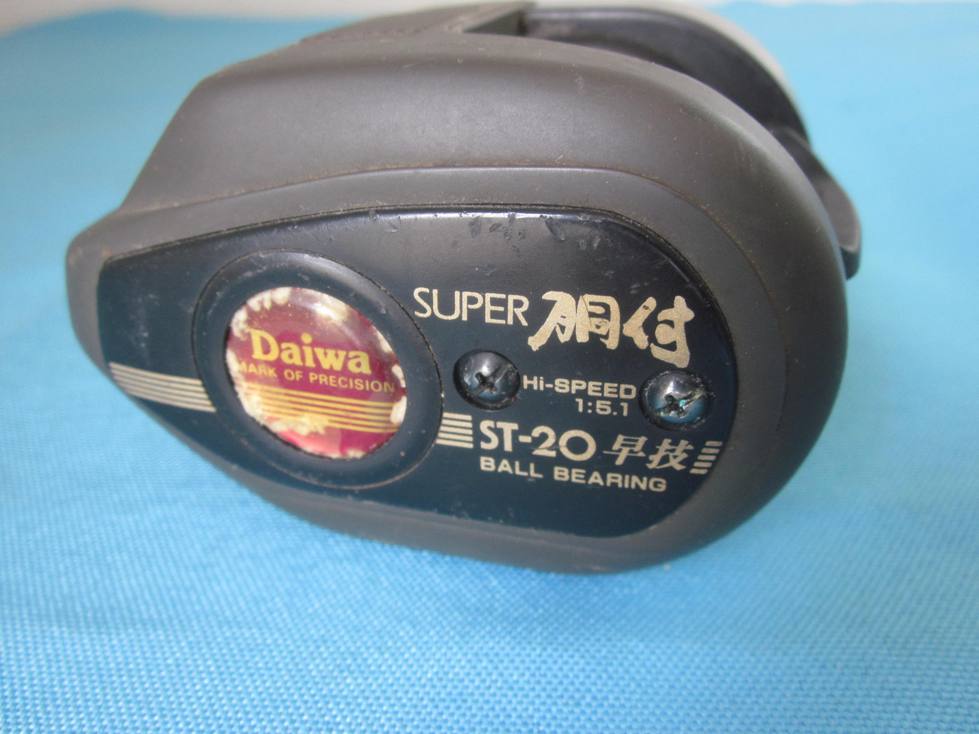 Daiwa
MARK OF PRECISION
SUPER 胴付
Hi-SPEED
1:5.1
ST-20 早技
BALL BEARING